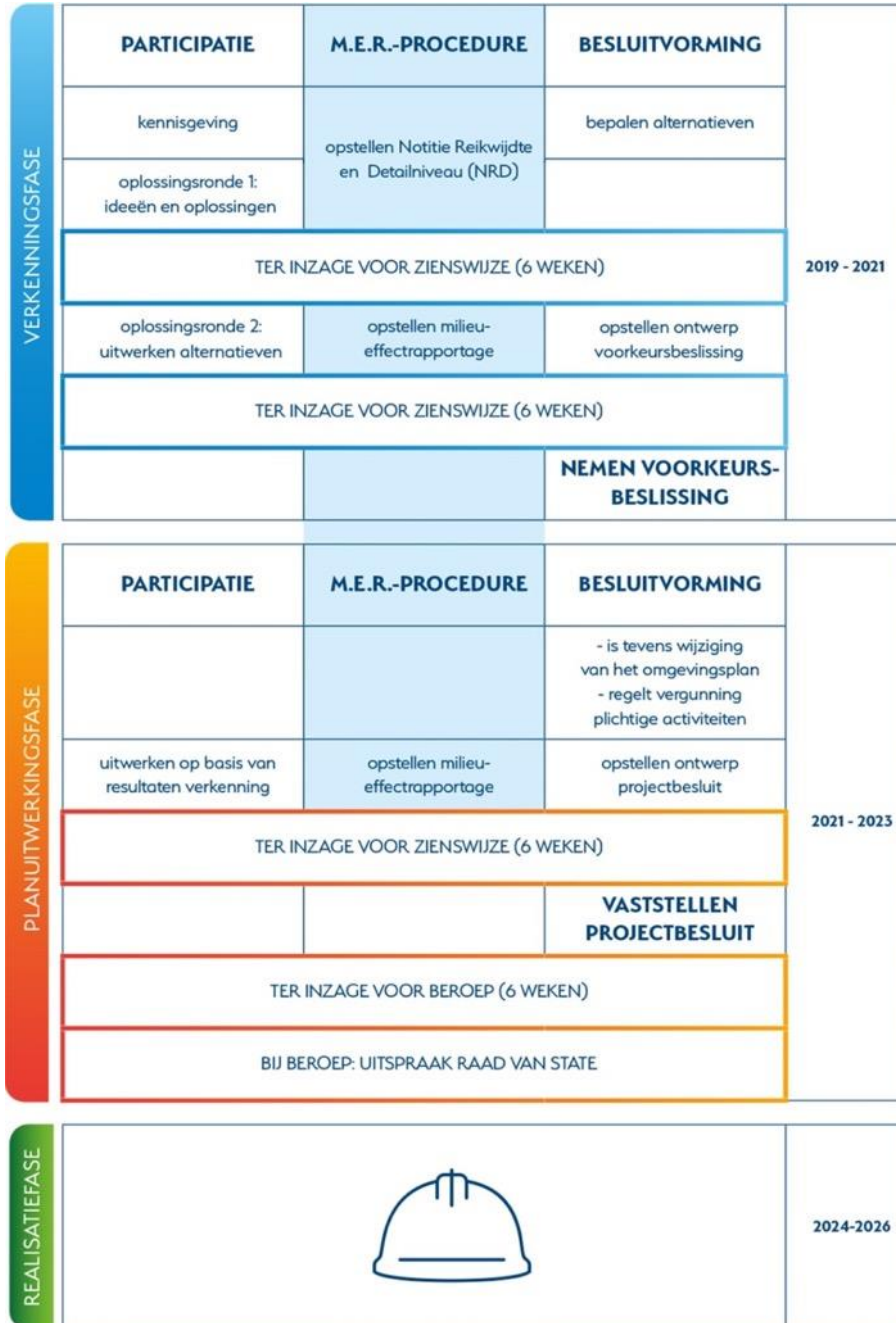 VERKENNINGSFASE
PARTICIPATIE
M.E.R.-PROCEDURE
BESLUITVORMING
kennisgeving
opstellen Notitie Reikwijdte
en Detailniveau (NRD)
bepalen alternatieven
oplossingsronde 1:
ideeën en oplossingen
TER INZAGE VOOR ZIENSWIJZE (6 WEKEN)
2019 - 2021
oplossingsronde 2:
uitwerken alternatieven
opstellen milieu-
effectrapportage
opstellen ontwerp
voorkeursbeslissing
TER INZAGE VOOR ZIENSWIJZE (6 WEKEN)
NEMEN VOORKEURS-
BESLISSING
PLANUITWERKINGSFASE
PARTICIPATIE
M.E.R.-PROCEDURE
BESLUITVORMING
- is tevens wijziging
van het omgevingsplan
- regelt vergunning
plichtige activiteiten
uitwerken op basis van
resultaten verkenning
opstellen milieu-
effectrapportage
opstellen ontwerp
projectbesluit
2021 - 2023
TER INZAGE VOOR ZIENSWIJZE (6 WEKEN)
VASTSTELLEN
PROJECTBESLUIT
TER INZAGE VOOR BEROEP (6 WEKEN)
BIJ BEROEP: UITSPRAAK RAAD VAN STATE
REALISATIEFASE
2024-2026